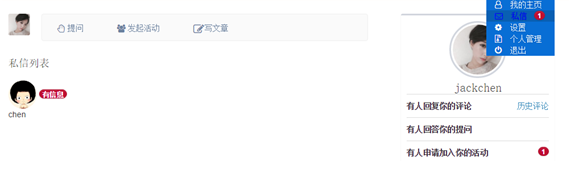 提问 发起活动 写文章
私信列表
有信息
chen
我的主页
私信 1
设置
个人管理
退出
jackchen
有人回复你的评论 历史评论
有人回答你的提问
有人申请加入你的活动 1